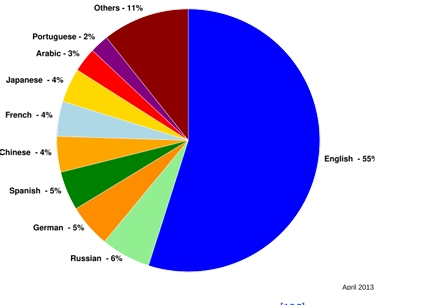 Others - 11%
Portuguese - 2%
Arabic - 3%
Japanese - 4%
French - 4%
Chinese - 4%
English - 55%
Spanish - 5%
German - 5%
Russian - 6%
April 2013